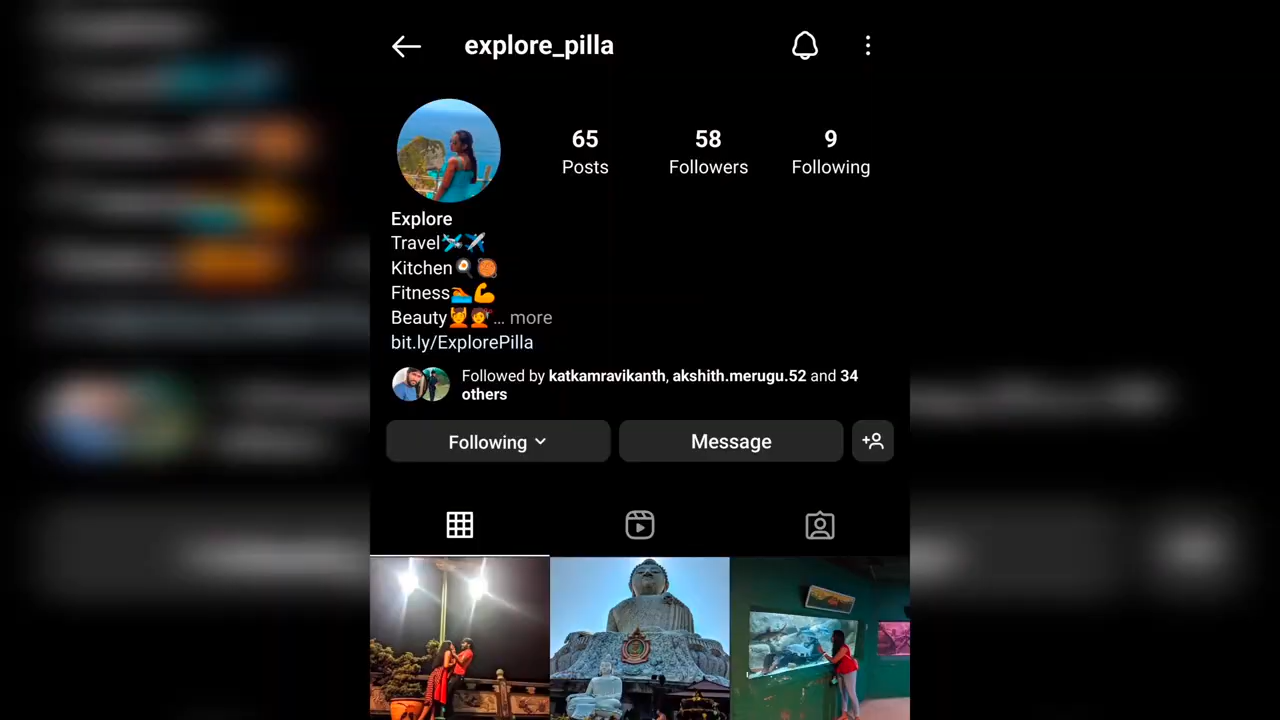 explore_pilla
65 58 9
Posts Followers Following
Explore
Travel
Kitchen🍳🥘
Fitness🏊💪
Beauty💆💇... more
bit.ly/ExplorePilla
Followed by katkamravikanth, akshith.merugu.52 and 34
others
Following Message